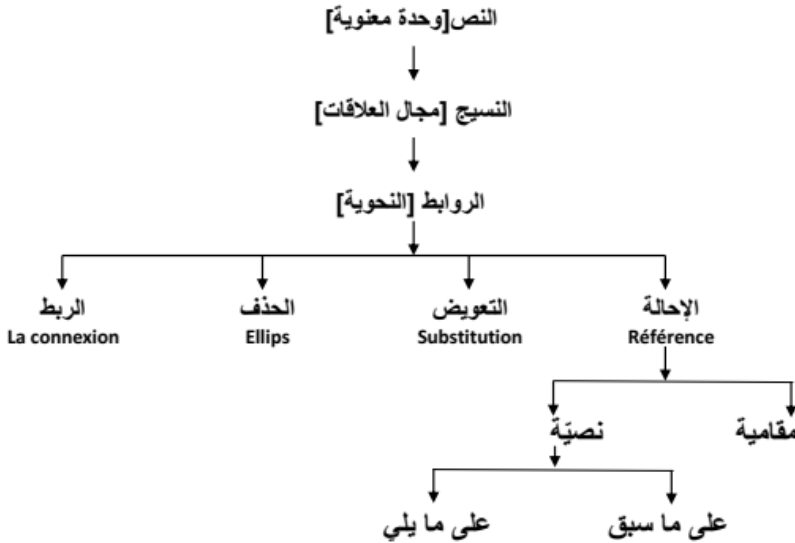 النص[وحدة معنوية]
النسيج [مجال العلاقات]
الروابط [النحوية]
الإحالة التعويض الحذف الربط
Référence Substitution Ellips La connexion
مقامية نصيّة
على ما سبق على ما يلي